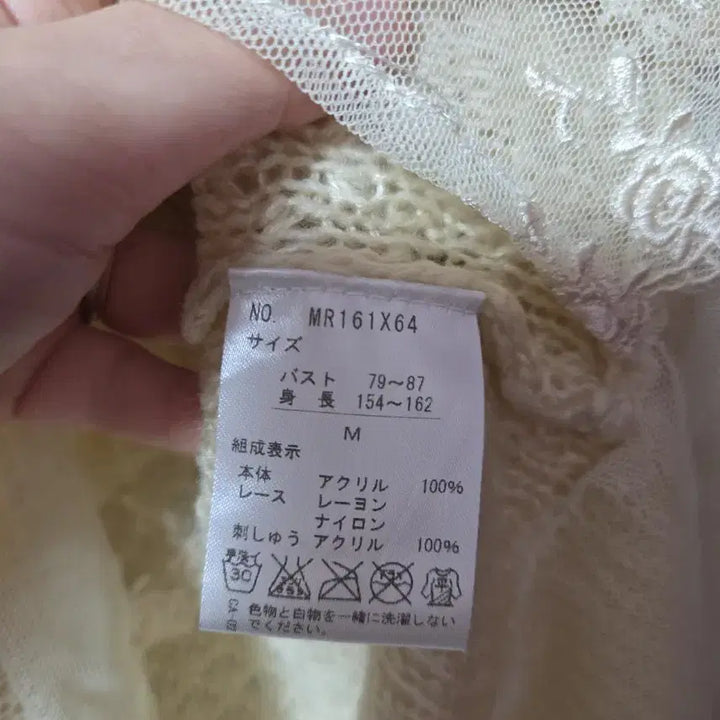 NO. MR161X64
サイズ
バスト 79～87
身長 154～162
M
組成表示
本体 アクリル 100%
レース レーヨン
ナイロン
刺しゅう アクリル 100%
手洗イ
30
色物と白物を一緒に洗濯しない
でください。